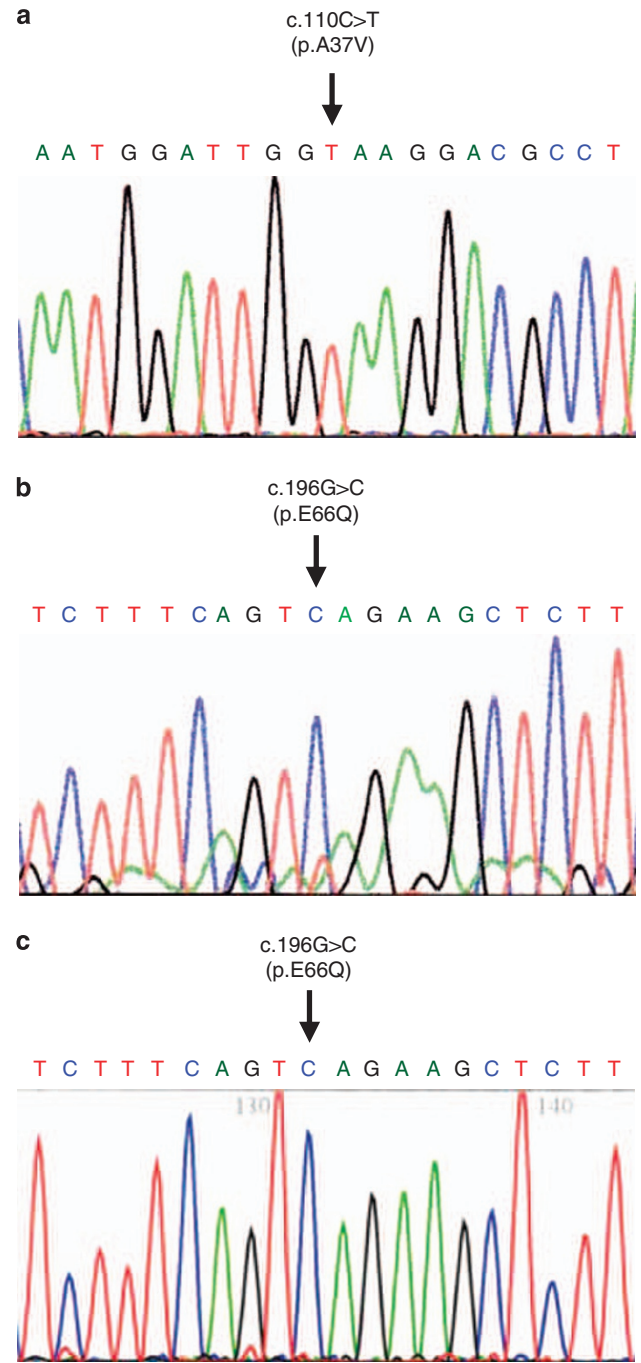 a
c.110C>T
(p.A37V)
A A T G G A T T G G T A A G G A C G C C T
b
c.196G>C
(p.E66Q)
T C T T T C A G T C A G A A G C T C T T
c
c.196G>C
(p.E66Q)
T C T T T C A G T C A G A A G C T C T T
130 140